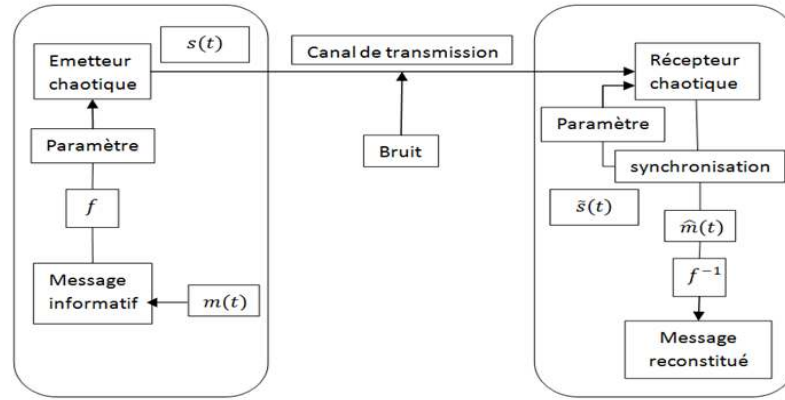 s(t)
Emetteur
chaotique
Paramètre
f
Message
informatif
m(t)
Canal de transmission
Bruit
Récepteur
chaotique
Paramètre
synchronisation
s̃(t)
m̂(t)
f⁻¹
Message
reconstitué